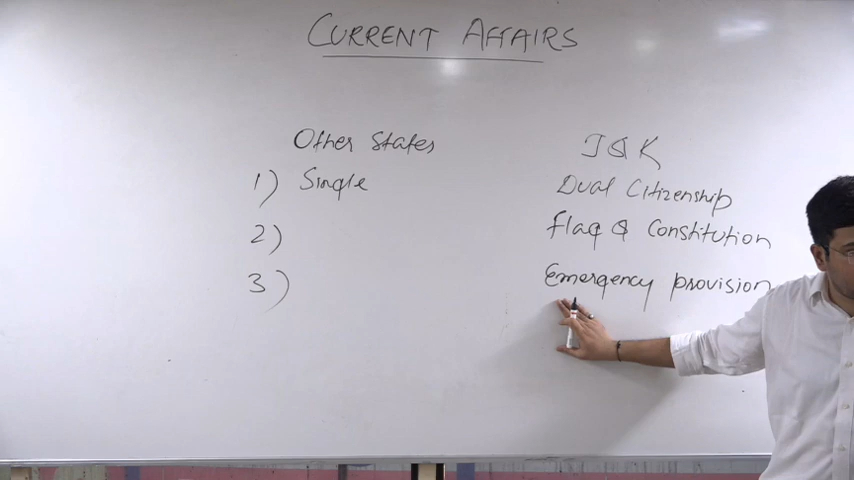 CURRENT AFFAIRS
Other States J & K
1) Single Dual Citizenship
2) Flag & Constitution
3) Emergency provision